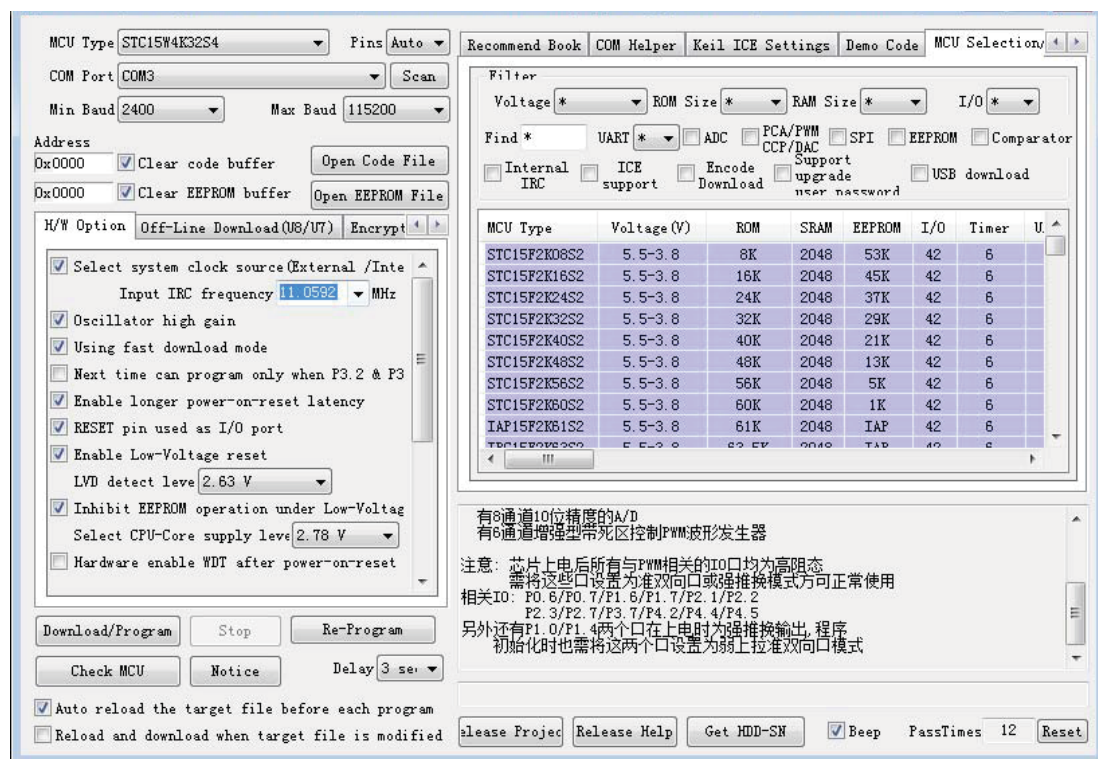 MCU Type STC15W4K32S4 Pins Auto
COM Port COM3 Scan
Min Baud 2400 Max Baud 115200
Address
0x0000 Clear code buffer Open Code File
0x0000 Clear EEPROM buffer Open EEPROM File
H/W Option Off-Line Download(U8/U7) Encrypt
Select system clock source(External /Inte
Input IRC frequency 11.0592 MHz
Oscillator high gain
Using fast download mode
Next time can program only when P3.2 & P3
Enable longer power-on-reset latency
RESET pin used as I/O port
Enable Low-Voltage reset
LVD detect leve 2.63 V
Inhibit EEPROM operation under Low-Voltag
Select CPU-Core supply leve 2.78 V
Hardware enable WDT after power-on-reset
Download/Program Stop Re-Program
Check MCU Notice Delay 3 se
Auto reload the target file before each program
Reload and download when target file is modified
Recommend Book COM Helper Keil ICE Settings Demo Code MCU Selection/
Filter
Voltage * ROM Size * RAM Size * I/O *
Find * UART * ADC PCA/PWM CCP/DAC SPI EEPROM Comparator
Internal IRC ICE support Encode Download Support upgrade user password USB download
MCU Type Voltage(V) ROM SRAM EEPROM I/O Timer U.
STC15F2K08S2 5.5-3.8 8K 2048 53K 42 6
STC15F2K16S2 5.5-3.8 16K 2048 45K 42 6
STC15F2K24S2 5.5-3.8 24K 2048 37K 42 6
STC15F2K32S2 5.5-3.8 32K 2048 29K 42 6
STC15F2K40S2 5.5-3.8 40K 2048 21K 42 6
STC15F2K48S2 5.5-3.8 48K 2048 13K 42 6
STC15F2K56S2 5.5-3.8 56K 2048 5K 42 6
STC15F2K60S2 5.5-3.8 60K 2048 1K 42 6
IAP15F2K61S2 5.5-3.8 61K 2048 IAP 42 6
5.5-3.8 63.5K 2048 IAP 42 6
有8通道10位精度的A/D
有6通道增强型带死区控制PWM波形发生器
注意: 芯片上电后所有与PWM相关的IO口均为高阻态
需将这些口设置为准双向口或强推挽模式方可正常使用
相关IO: P0.6/P0.7/P1.6/P1.7/P2.1/P2.2
P2.3/P2.7/P3.7/P4.2/P4.4/P4.5
另外还有P1.0/P1.4两个口在上电时为强推挽输出,程序
初始化时也需将这两个口设置为弱上拉准双向口模式
elease Projec Release Help Get HDD-SN Beep PassTimes 12 Reset